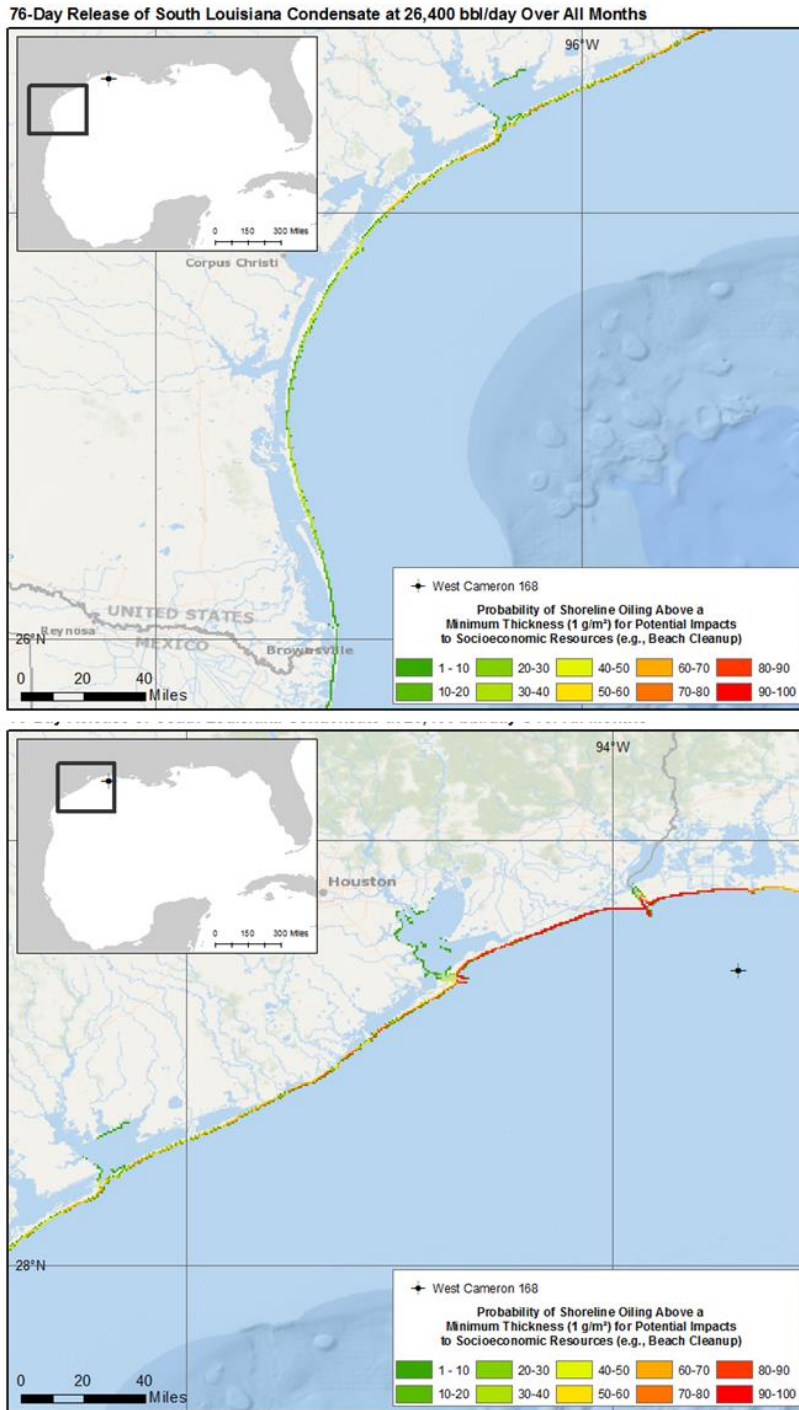 76-Day Release of South Louisiana Condensate at 26,400 bbl/day Over All Months
96°W
0 150 300 Miles
Corpus Christi
UNITED STATES
MEXICO
Reynosa
Brownsville
26°N
0 20 40
Miles
West Cameron 168
Probability of Shoreline Oiling Above a
Minimum Thickness (1 g/m²) for Potential Impacts
to Socioeconomic Resources (e.g., Beach Cleanup)
1 - 10 20-30 40-50 60-70 80-90
10-20 30-40 50-60 70-80 90-100
94°W
0 150 300 Miles
Houston
28°N
0 20 40
Miles
West Cameron 168
Probability of Shoreline Oiling Above a
Minimum Thickness (1 g/m²) for Potential Impacts
to Socioeconomic Resources (e.g., Beach Cleanup)
1 - 10 20-30 40-50 60-70 80-90
10-20 30-40 50-60 70-80 90-100